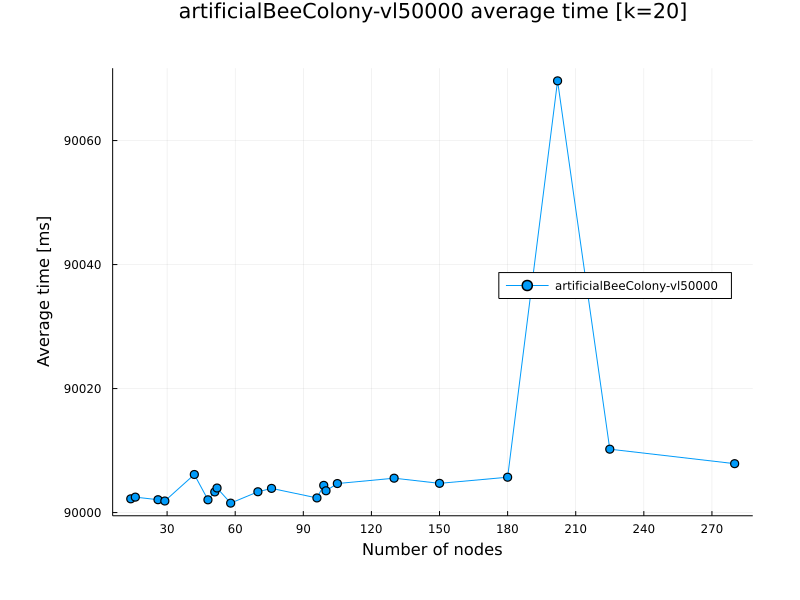 artificialBeeColony-vl50000 average time [k=20]
Average time [ms]
90060
90040
90020
90000
artificialBeeColony-vl50000
30 60 90 120 150 180 210 240 270
Number of nodes